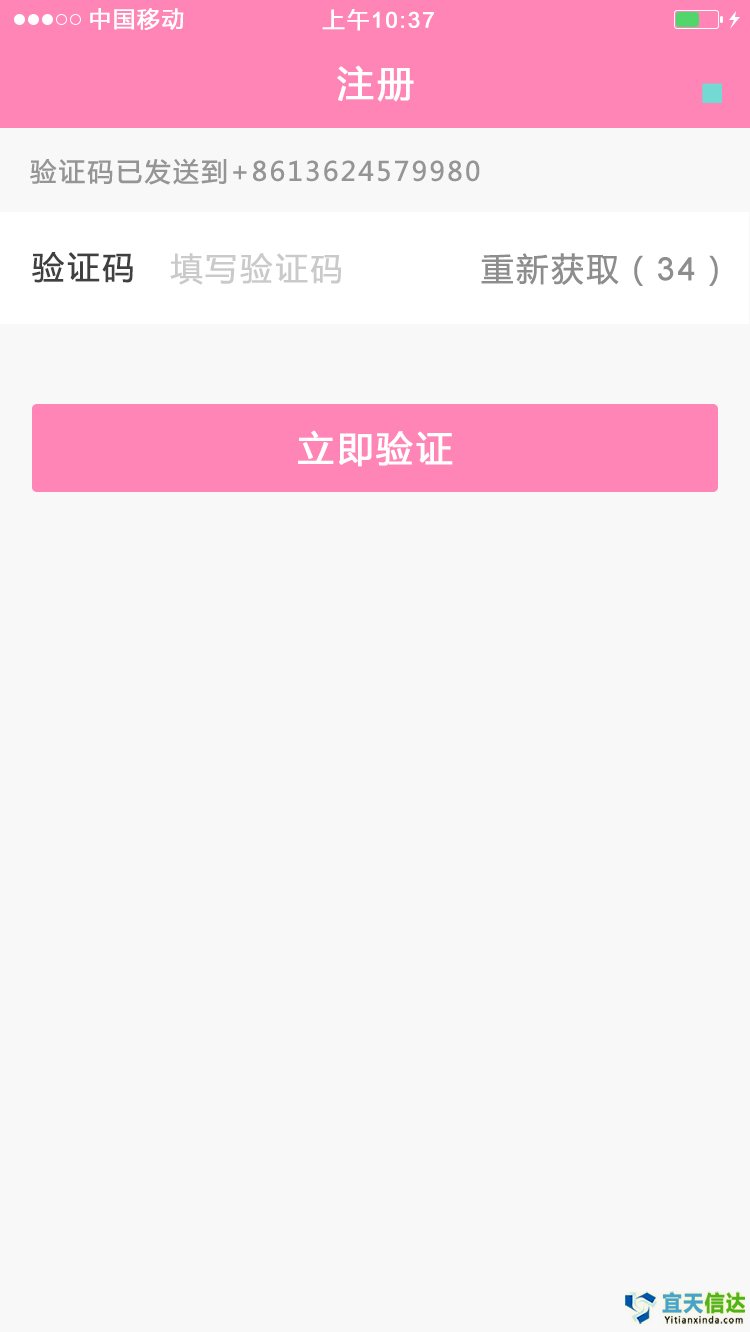 中国移动 上午10:37
注册
验证码已发送到+8613624579980
验证码 填写验证码 重新获取（34）
立即验证
宜天信达
Yitianxinda.com